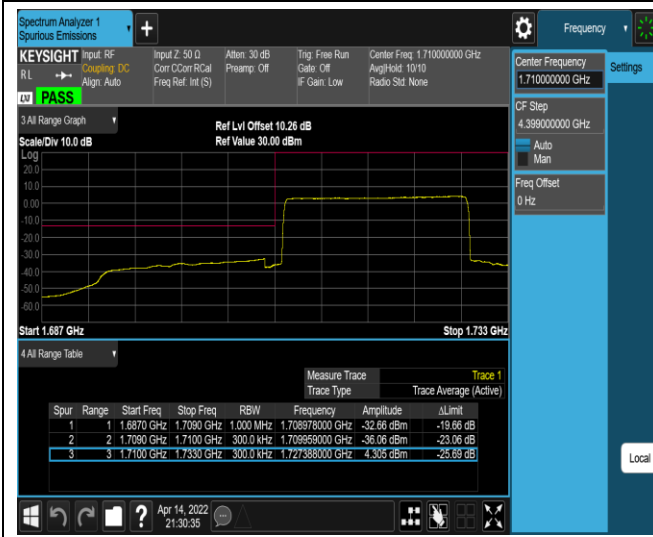 Spectrum Analyzer 1
Spurious Emissions
+
Frequency
KEYSIGHT
RL
Input: RF
Coupling: DC
Align: Auto
Input Z: 50 Ω
Corr CCorr RCal
Freq Ref: Int (S)
Atten: 30 dB
Preamp: Off
Trig: Free Run
Gate: Off
IF Gain: Low
Center Freq: 1.710000000 GHz
Avg|Hold: 10/10
Radio Std: None
LXI PASS
Center Frequency
1.710000000 GHz
Settings
CF Step
4.399000000 GHz
Auto
Man
Freq Offset
0 Hz
3 All Range Graph
Ref Lvl Offset 10.26 dB
Scale/Div 10.0 dB
Ref Value 30.00 dBm
Log
20.0
10.0
0.00
-10.0
-20.0
-30.0
-40.0
-50.0
-60.0
Start 1.687 GHz
Stop 1.733 GHz
4 All Range Table
Measure Trace Trace 1
Trace Type Trace Average (Active)
Spur Range Start Freq Stop Freq RBW Frequency Amplitude ΔLimit
1 1 1.6870 GHz 1.7090 GHz 1.000 MHz 1.708978000 GHz -32.66 dBm -19.66 dB
2 2 1.7090 GHz 1.7100 GHz 300.0 kHz 1.709959000 GHz -36.06 dBm -23.06 dB
3 3 1.7100 GHz 1.7330 GHz 300.0 kHz 1.727388000 GHz 4.305 dBm -25.69 dB
Local
?
Apr 14, 2022
21:30:35